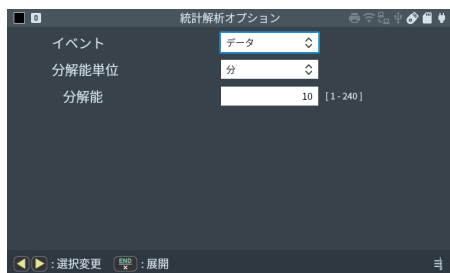 0 統計解析オプション
イベント データ
分解能単位 分
分解能 10 [1-240]
:選択変更 END × :展開